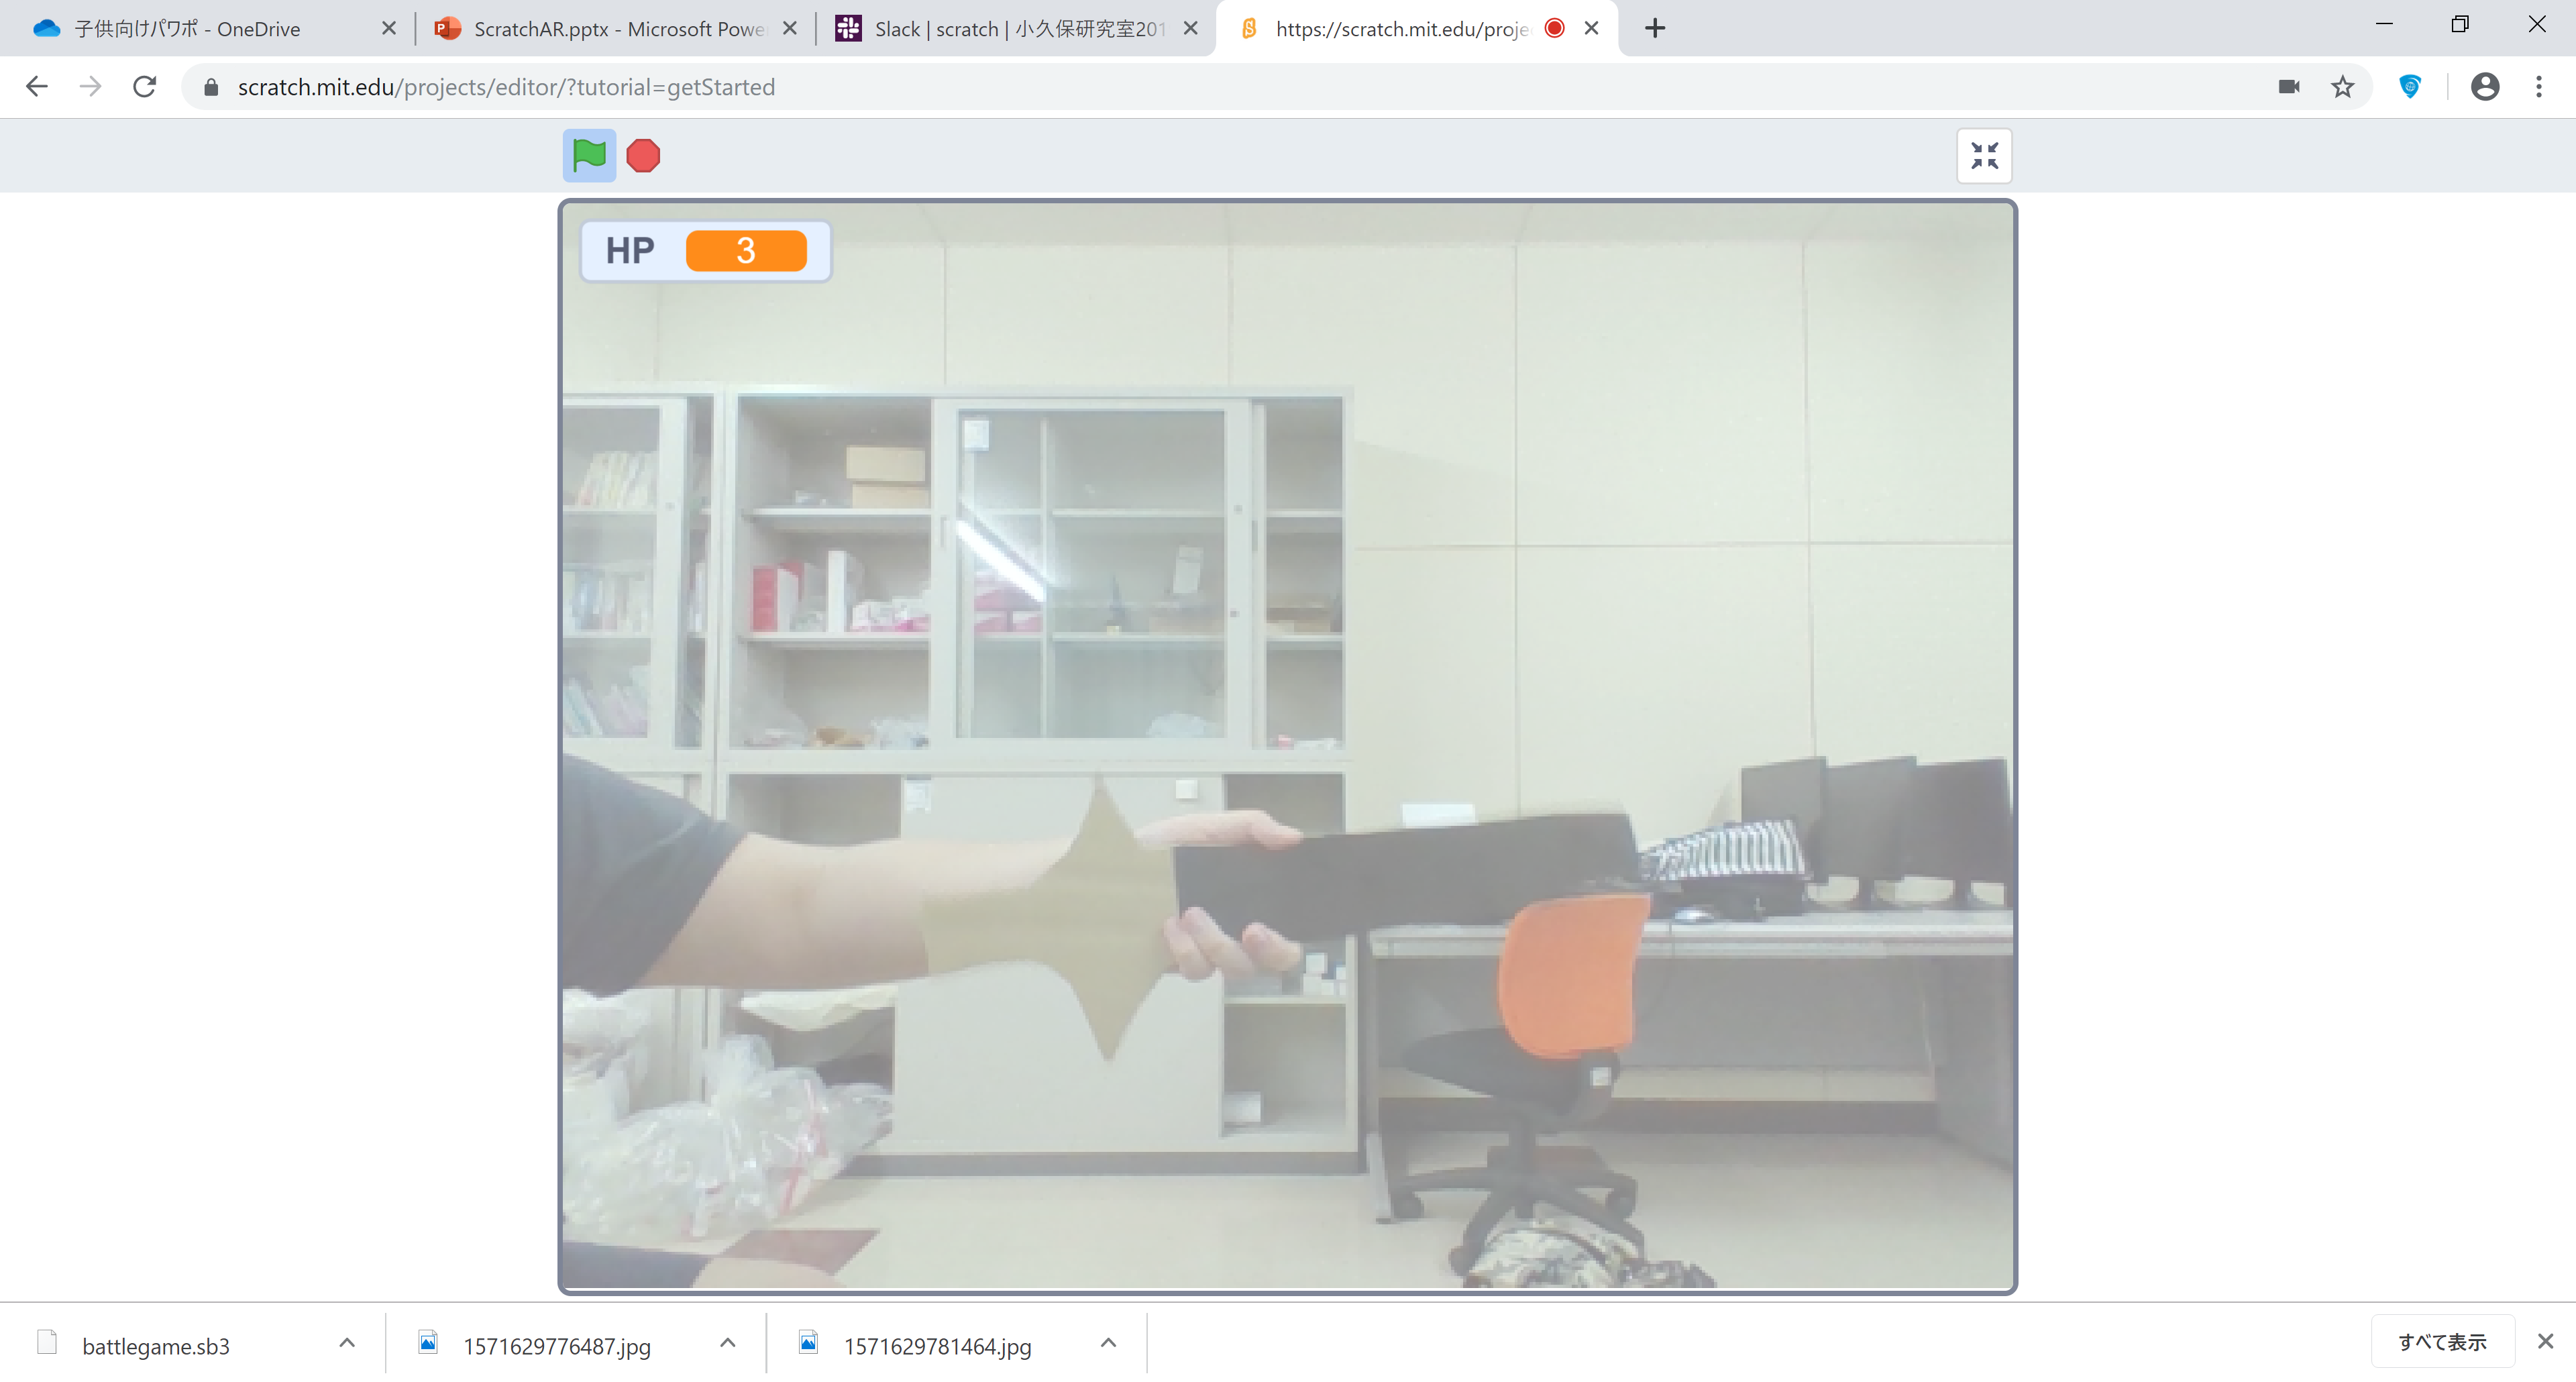 子供向けパワポ - OneDrive
ScratchAR.pptx - Microsoft Powe
Slack | scratch | 小久保研究室201
https://scratch.mit.edu/proje
scratch.mit.edu/projects/editor/?tutorial=getStarted
HP 3
battlegame.sb3
1571629776487.jpg
1571629781464.jpg
すべて表示